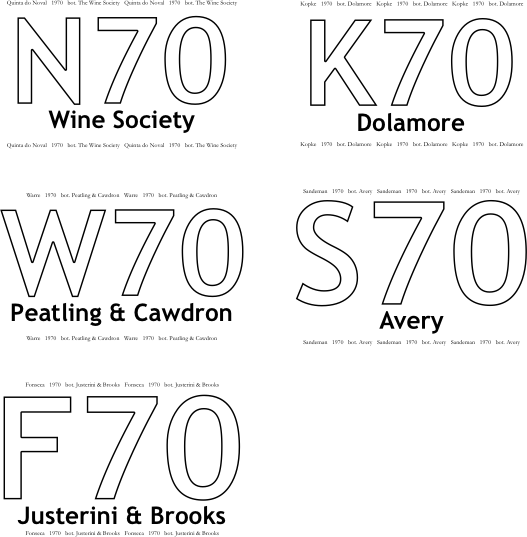 Quinta do Noval 1970 bot. The Wine Society Quinta do Noval 1970 bot. The Wine Society
N70
Wine Society
Quinta do Noval 1970 bot. The Wine Society Quinta do Noval 1970 bot. The Wine Society
Kopke 1970 bot. Dolamore Kopke 1970 bot. Dolamore Kopke 1970 bot. Dolamore
K70
Dolamore
Kopke 1970 bot. Dolamore Kopke 1970 bot. Dolamore Kopke 1970 bot. Dolamore
Warre 1970 bot. Peatling & Cawdron Warre 1970 bot. Peatling & Cawdron
W70
Peatling & Cawdron
Warre 1970 bot. Peatling & Cawdron Warre 1970 bot. Peatling & Cawdron
Sandeman 1970 bot. Avery Sandeman 1970 bot. Avery Sandeman 1970 bot. Avery
S70
Avery
Sandeman 1970 bot. Avery Sandeman 1970 bot. Avery Sandeman 1970 bot. Avery
Fonseca 1970 bot. Justerini & Brooks Fonseca 1970 bot. Justerini & Brooks
F70
Justerini & Brooks
Fonseca 1970 bot. Justerini & Brooks Fonseca 1970 bot. Justerini & Brooks